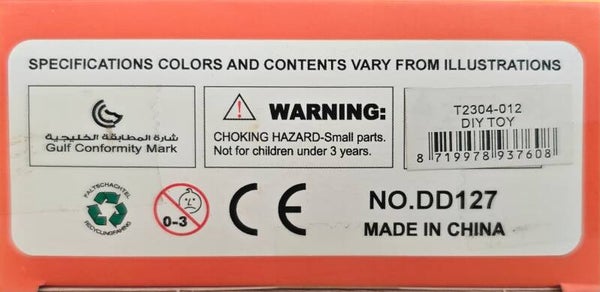 SPECIFICATIONS COLORS AND CONTENTS VARY FROM ILLUSTRATIONS
شارة المطابقة الخليجية
Gulf Conformity Mark
WARNING:
CHOKING HAZARD-Small parts.
Not for children under 3 years.
T2304-012
DIY TOY
8 719978 937608
FALTSCHACHTEL
RECYCLINGFÄHING
0-3
CE
NO.DD127
MADE IN CHINA